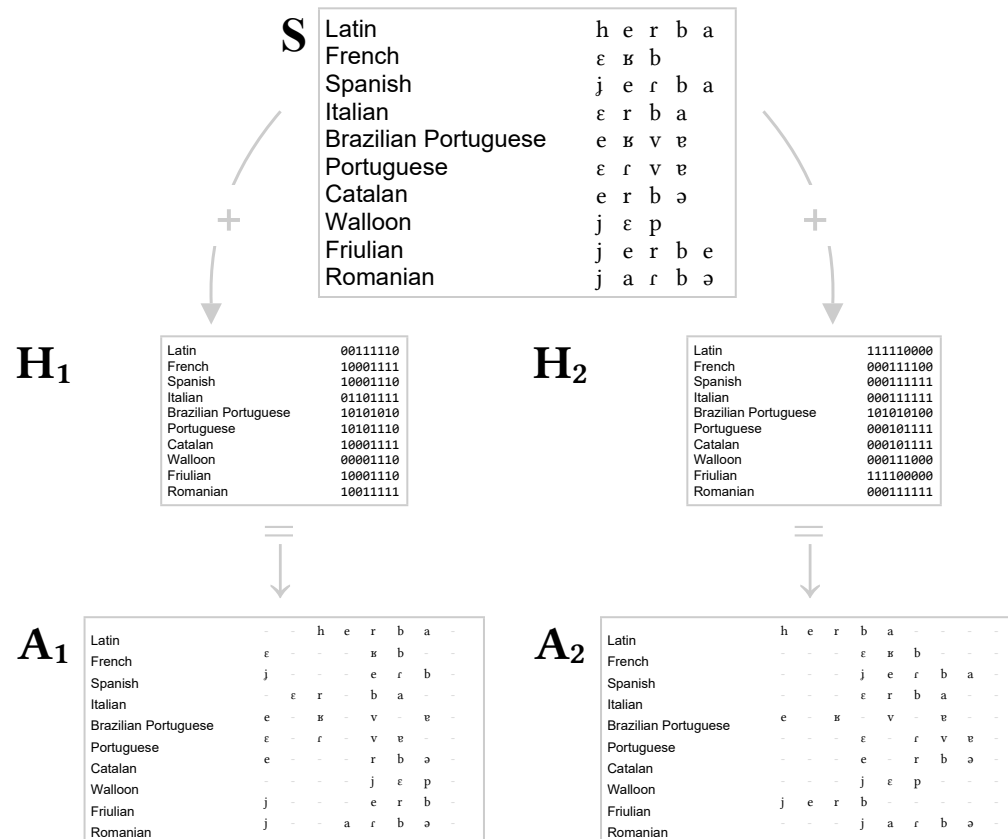 S
Latin h e r b a
French ɛ ʁ b
Spanish ʝ e ɾ b a
Italian ɛ r b a
Brazilian Portuguese e ʁ v ɐ
Portuguese ɛ ɾ v ɐ
Catalan e r b ə
Walloon j ɛ p
Friulian j e r b e
Romanian j a ɾ b ə
+
+
H₁
Latin 00111110
French 10001111
Spanish 10001110
Italian 01101111
Brazilian Portuguese 10101010
Portuguese 10101110
Catalan 10001111
Walloon 00001110
Friulian 10001110
Romanian 10011111
H₂
Latin 111110000
French 000111100
Spanish 000111111
Italian 000111111
Brazilian Portuguese 101010100
Portuguese 000101111
Catalan 000101111
Walloon 000111000
Friulian 111100000
Romanian 000111111
=
=
A₁
Latin - - h e r b a -
French ɛ - - - ʁ b - -
Spanish ʝ - - - e ɾ b -
Italian - ɛ r - b a - -
Brazilian Portuguese e - ʁ - v - ɐ -
Portuguese ɛ - ɾ - v ɐ - -
Catalan e - - - r b ə -
Walloon - - - - j ɛ p -
Friulian j - - - e r b -
Romanian j - - a ɾ b ə -
A₂
Latin h e r b a - - - -
French - - - ɛ ʁ b - - -
Spanish - - - ʝ e ɾ b a -
Italian - - - ɛ r b a - -
Brazilian Portuguese e - ʁ - v - ɐ - -
Portuguese - - - ɛ - ɾ v ɐ -
Catalan - - - e - r b ə -
Walloon - - - j ɛ p - - -
Friulian j e r b - - - - -
Romanian - - - j a ɾ b ə -